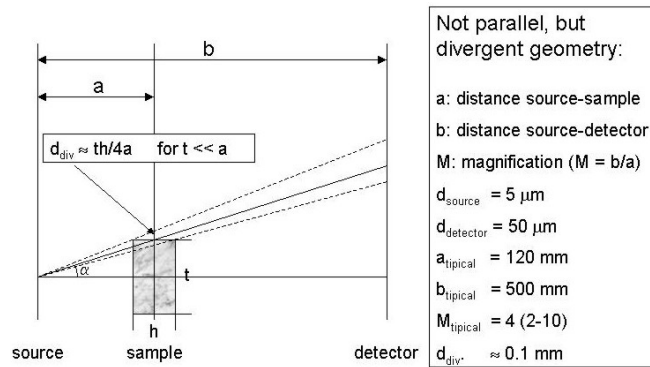 b
a
d_div ≈ th/4a for t << a
α
t
h
source sample detector
Not parallel, but
divergent geometry:
a: distance source-sample
b: distance source-detector
M: magnification (M = b/a)
d_source = 5 μm
d_detector = 50 μm
a_tipical = 120 mm
b_tipical = 500 mm
M_tipical = 4 (2-10)
d_div. ≈ 0.1 mm